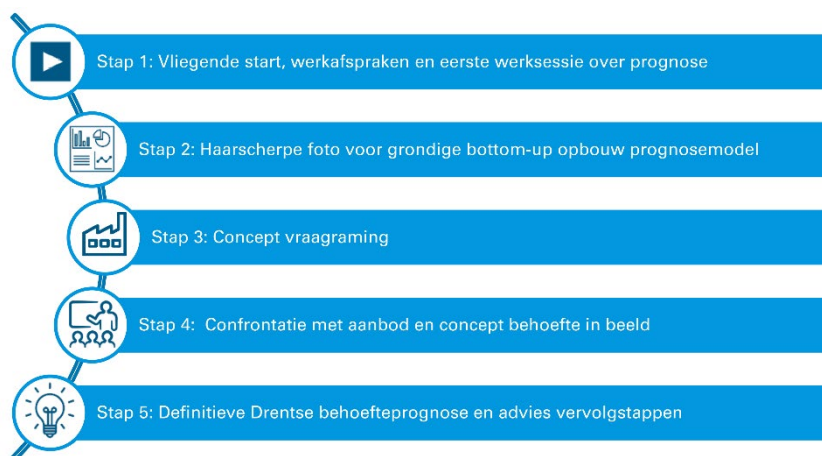 Stap 1: Vliegende start, werkafspraken en eerste werksessie over prognose
Stap 2: Haarscherpe foto voor grondige bottom-up opbouw prognosemodel
Stap 3: Concept vraagraming
Stap 4: Confrontatie met aanbod en concept behoefte in beeld
Stap 5: Definitieve Drentse behoefteprognose en advies vervolgstappen